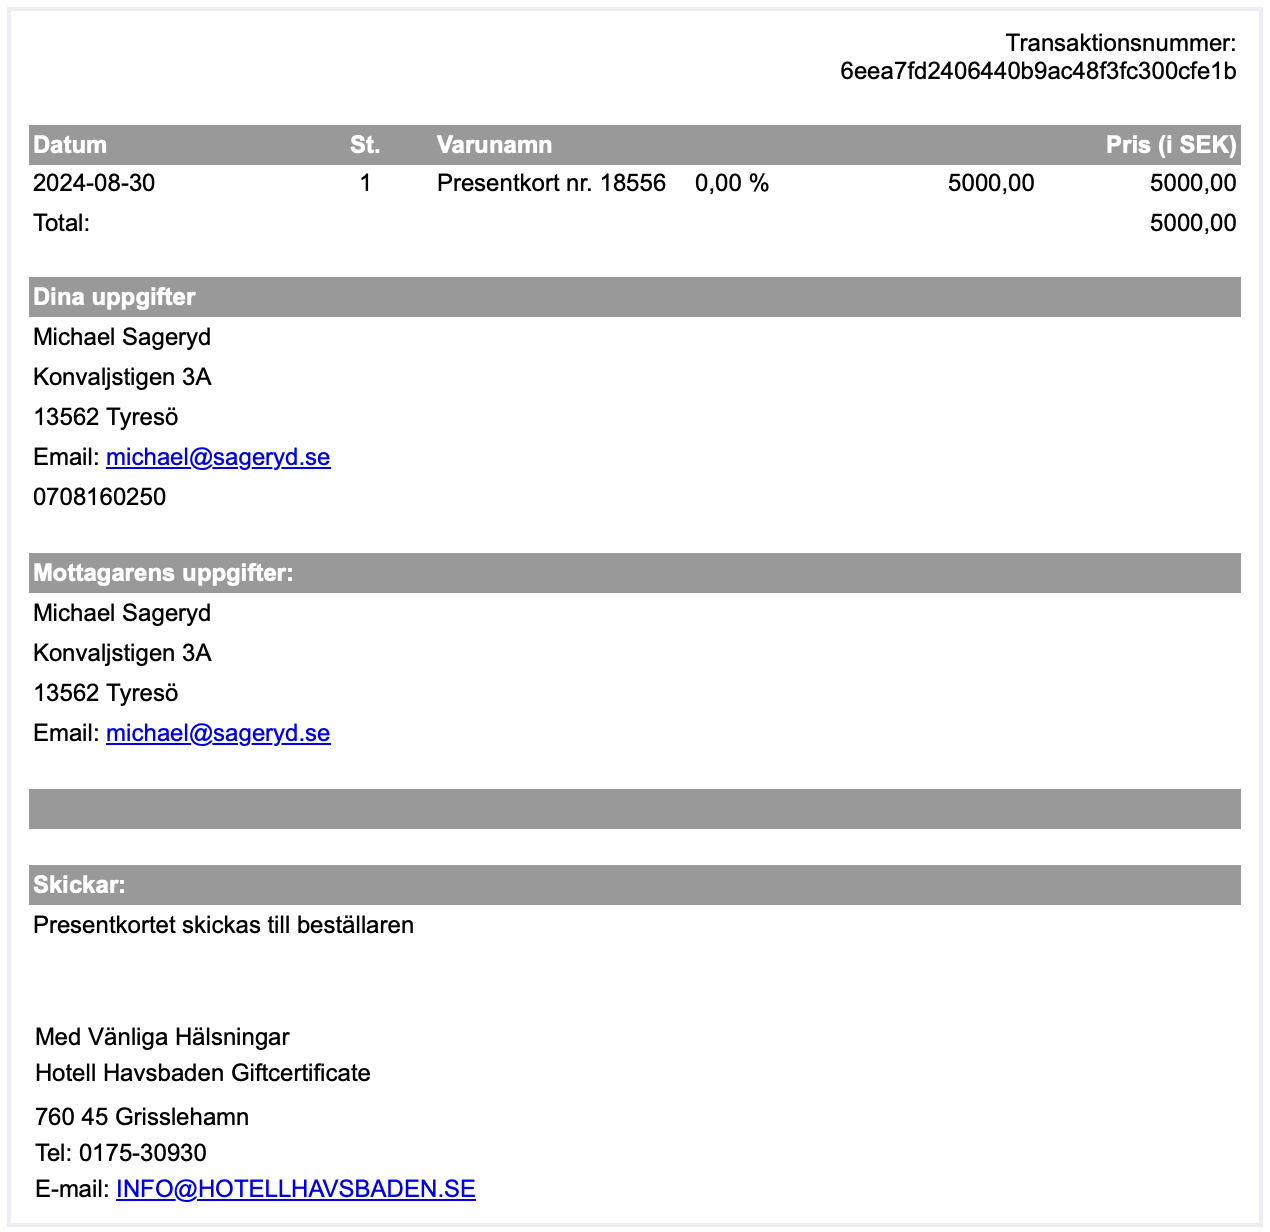 Transaktionsnummer:
6eea7fd2406440b9ac48f3fc300cfe1b
Datum St. Varunamn Pris (i SEK)
2024-08-30 1 Presentkort nr. 18556 0,00 % 5000,00 5000,00
Total: 5000,00
Dina uppgifter
Michael Sageryd
Konvaljstigen 3A
13562 Tyresö
Email: michael@sageryd.se
0708160250
Mottagarens uppgifter:
Michael Sageryd
Konvaljstigen 3A
13562 Tyresö
Email: michael@sageryd.se
Skickar:
Presentkortet skickas till beställaren
Med Vänliga Hälsningar
Hotell Havsbaden Giftcertificate
760 45 Grisslehamn
Tel: 0175-30930
E-mail: INFO@HOTELLHAVSBADEN.SE